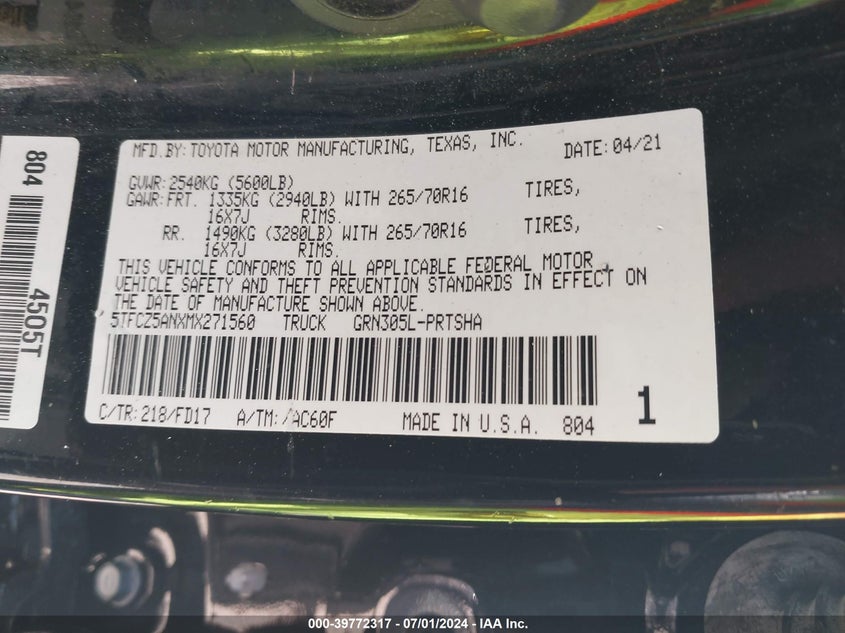 804
4505T
MFD.BY:TOYOTA MOTOR MANUFACTURING, TEXAS, INC. DATE:04/21
GVWR:2540KG (5600LB)
GAWR:FRT. 1335KG (2940LB) WITH 265/70R16 TIRES,
16X7J RIMS.
RR. 1490KG (3280LB) WITH 265/70R16 TIRES,
16X7J RIMS.
THIS VEHICLE CONFORMS TO ALL APPLICABLE FEDERAL MOTOR
VEHICLE SAFETY AND THEFT PREVENTION STANDARDS IN EFFECT ON
THE DATE OF MANUFACTURE SHOWN ABOVE.
5TFCZ5ANXMX271560 TRUCK GRN305L-PRTSHA
C/TR:218/FD17 A/TM:/AC60F MADE IN U.S.A. 804
1
000-39772317 / 07/01/2024 - IAA Inc.